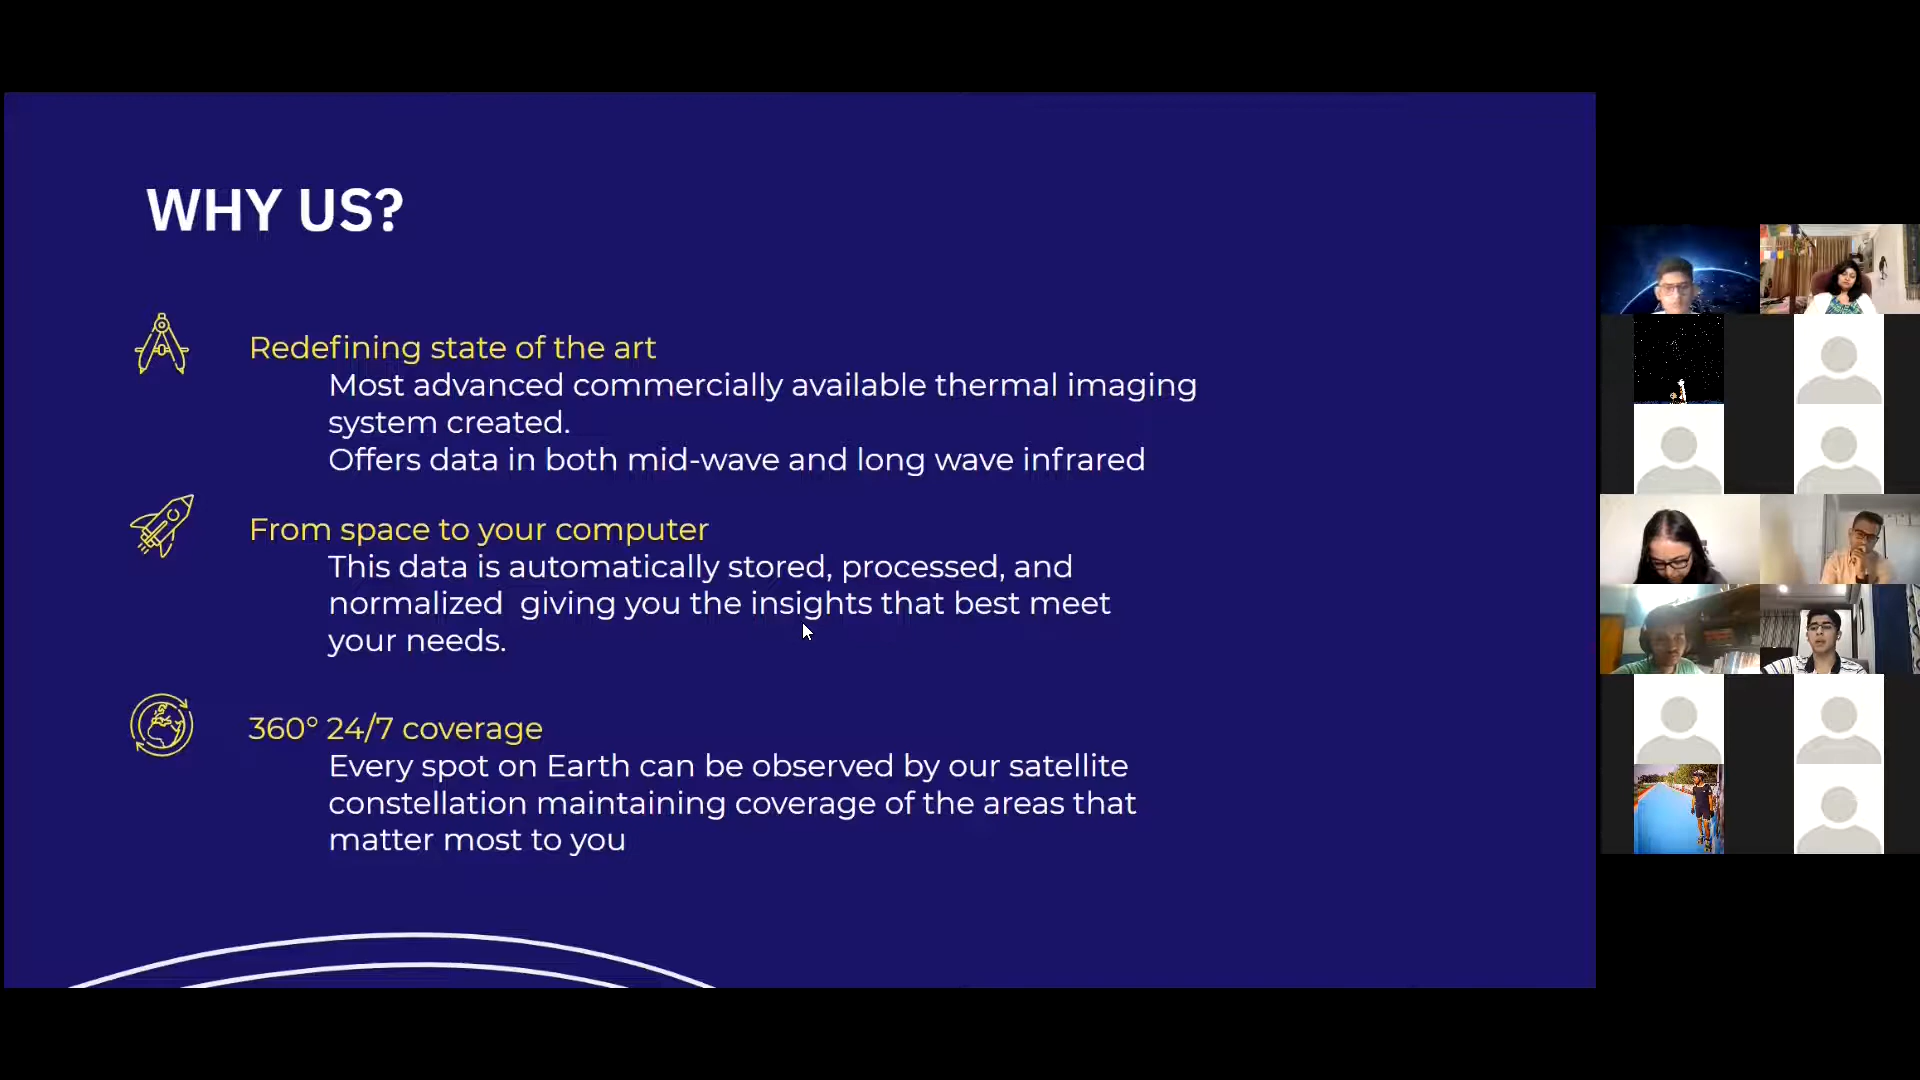 WHY US?
Redefining state of the art
Most advanced commercially available thermal imaging
system created.
Offers data in both mid-wave and long wave infrared
From space to your computer
This data is automatically stored, processed, and
normalized  giving you the insights that best meet
your needs.
360° 24/7 coverage
Every spot on Earth can be observed by our satellite
constellation maintaining coverage of the areas that
matter most to you